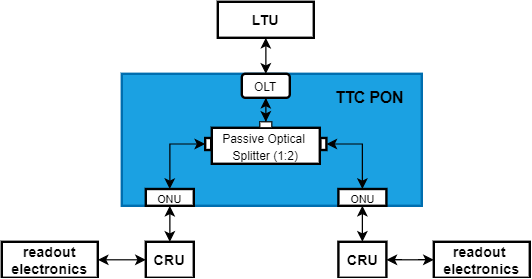 LTU
OLT
TTC PON
Passive Optical
Splitter (1:2)
ONU
ONU
readout
electronics
CRU
CRU
readout
electronics